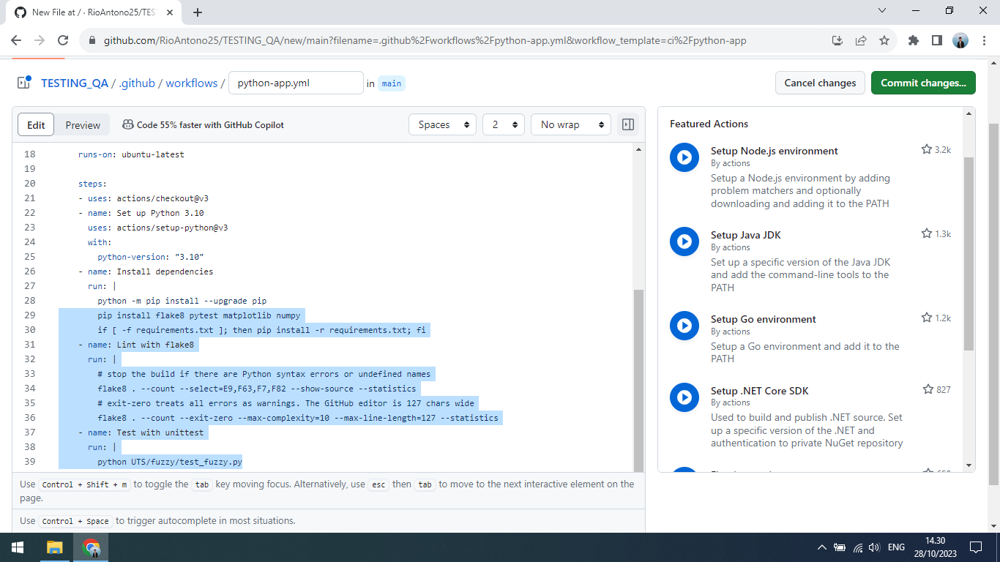 New File at / · RioAntono25/TES
github.com/RioAntono25/TESTING_QA/new/main?filename=.github%2Fworkflows%2Fpython-app.yml&workflow_template=ci%2Fpython-app
TESTING_QA / .github / workflows / python-app.yml in main
Cancel changes
Commit changes...
Edit
Preview
Code 55% faster with GitHub Copilot
Spaces
2
No wrap
18 runs-on: ubuntu-latest
19
20 steps:
21 - uses: actions/checkout@v3
22 - name: Set up Python 3.10
23 uses: actions/setup-python@v3
24 with:
25 python-version: "3.10"
26 - name: Install dependencies
27 run: |
28 python -m pip install --upgrade pip
29 pip install flake8 pytest matplotlib numpy
30 if [ -f requirements.txt ]; then pip install -r requirements.txt; fi
31 - name: Lint with flake8
32 run: |
33 # stop the build if there are Python syntax errors or undefined names
34 flake8 . --count --select=E9,F63,F7,F82 --show-source --statistics
35 # exit-zero treats all errors as warnings. The GitHub editor is 127 chars wide
36 flake8 . --count --exit-zero --max-complexity=10 --max-line-length=127 --statistics
37 - name: Test with unittest
38 run: |
39 python UTS/fuzzy/test_fuzzy.py
Use Control + Shift + m to toggle the tab key moving focus. Alternatively, use esc then tab to move to the next interactive element on the
page.
Use Control + Space to trigger autocomplete in most situations.
Featured Actions
Setup Node.js environment
3.2k
By actions
Setup a Node.js environment by adding
problem matchers and optionally
downloading and adding it to the PATH
Setup Java JDK
1.3k
By actions
Set up a specific version of the Java JDK
and add the command-line tools to the
PATH
Setup Go environment
1.2k
By actions
Setup a Go environment and add it to the
PATH
Setup .NET Core SDK
827
By actions
Used to build and publish .NET source. Set
up a specific version of the .NET and
authentication to private NuGet repository
ENG
14.30
28/10/2023